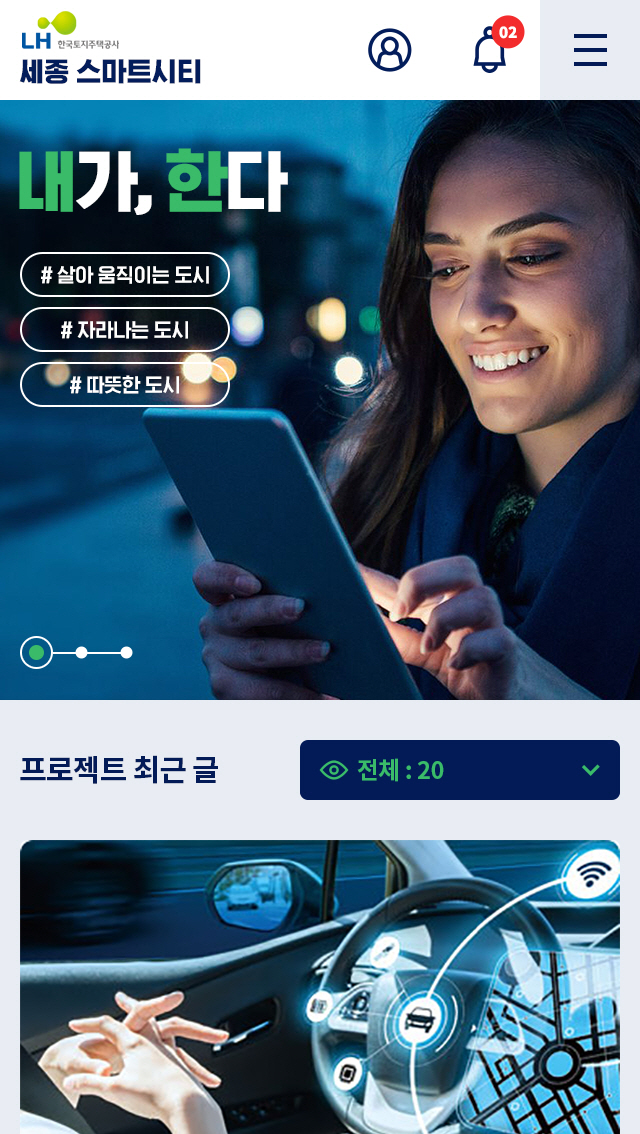 LH 한국토지주택공사
세종 스마트시티
02
내가, 한다
# 살아 움직이는 도시
# 자라나는 도시
# 따뜻한 도시
프로젝트 최근 글
전체 : 20